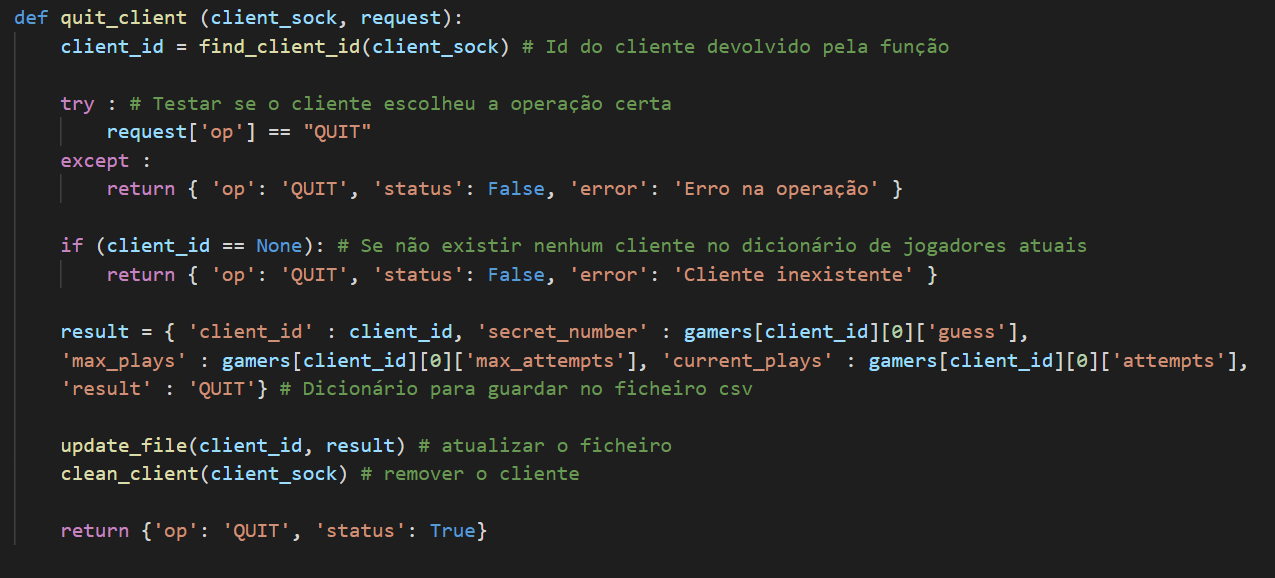 def quit_client (client_sock, request):
client_id = find_client_id(client_sock) # Id do cliente devolvido pela função
try : # Testar se o cliente escolheu a operação certa
request['op'] == "QUIT"
except :
return { 'op': 'QUIT', 'status': False, 'error': 'Erro na operação' }
if (client_id == None): # Se não existir nenhum cliente no dicionário de jogadores atuais
return { 'op': 'QUIT', 'status': False, 'error': 'Cliente inexistente' }
result = { 'client_id' : client_id, 'secret_number' : gamers[client_id][0]['guess'],
'max_plays' : gamers[client_id][0]['max_attempts'], 'current_plays' : gamers[client_id][0]['attempts'],
'result' : 'QUIT'} # Dicionário para guardar no ficheiro csv
update_file(client_id, result) # atualizar o ficheiro
clean_client(client_sock) # remover o cliente
return {'op': 'QUIT', 'status': True}